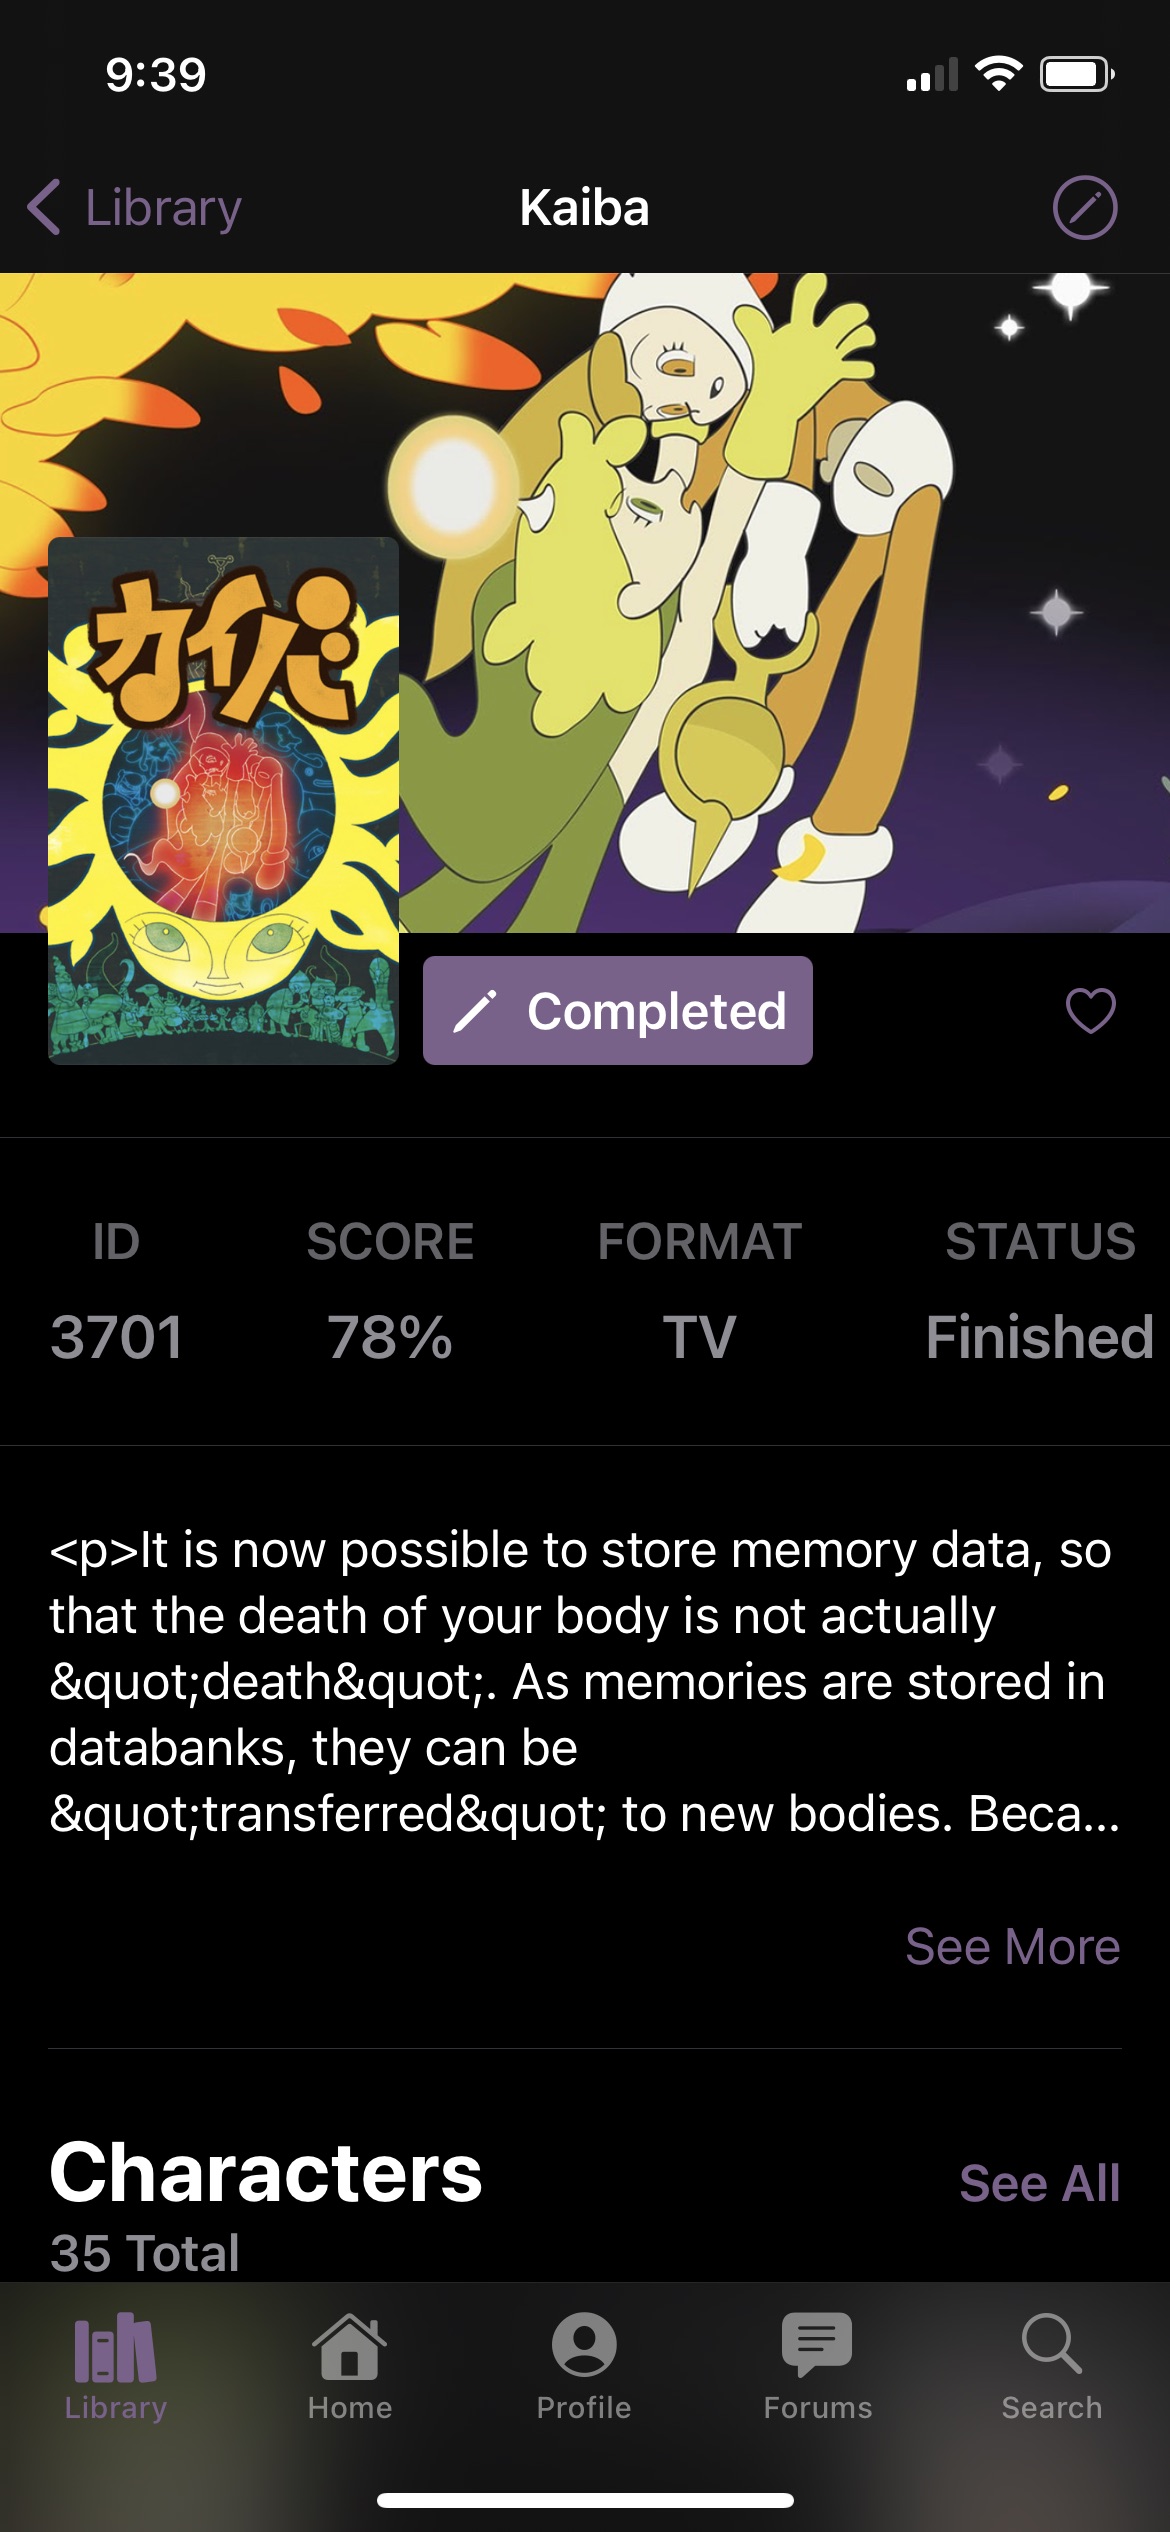 9:39
Library
Kaiba
カイバ
Completed
ID SCORE FORMAT STATUS
3701 78% TV Finished
<p>It is now possible to store memory data, so
that the death of your body is not actually
&quot;death&quot;. As memories are stored in
databanks, they can be
&quot;transferred&quot; to new bodies. Beca...
See More
Characters
See All
35 Total
Library Home Profile Forums Search